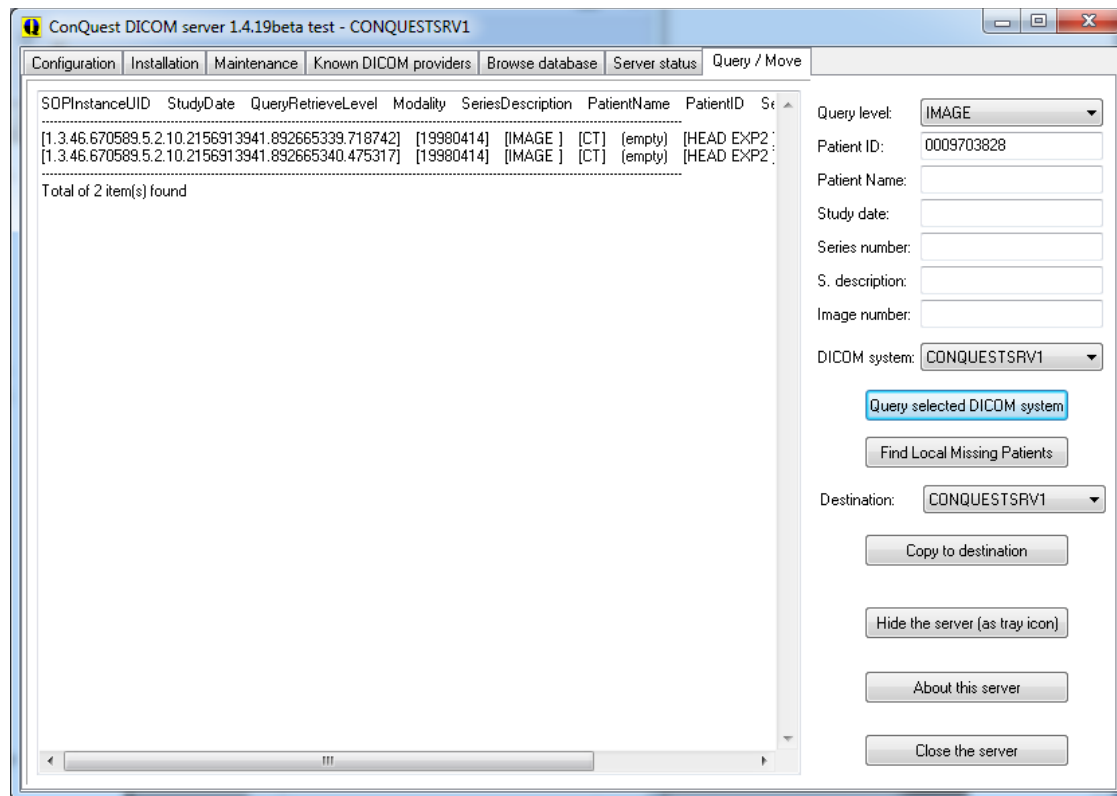 ConQuest DICOM server 1.4.19beta test - CONQUESTSRV1
Configuration Installation Maintenance Known DICOM providers Browse database Server status Query / Move
SOPInstanceUID StudyDate QueryRetrieveLevel Modality SeriesDescription PatientName PatientID
[1.3.46.670589.5.2.10.2156913941.892665339.718742] [19980414] [IMAGE ] [CT] (empty) [HEAD EXP2
[1.3.46.670589.5.2.10.2156913941.892665340.475317] [19980414] [IMAGE ] [CT] (empty) [HEAD EXP2
Total of 2 item(s) found
Query level: IMAGE
Patient ID: 0009703828
Patient Name:
Study date:
Series number:
S. description:
Image number:
DICOM system: CONQUESTSRV1
Query selected DICOM system
Find Local Missing Patients
Destination: CONQUESTSRV1
Copy to destination
Hide the server (as tray icon)
About this server
Close the server